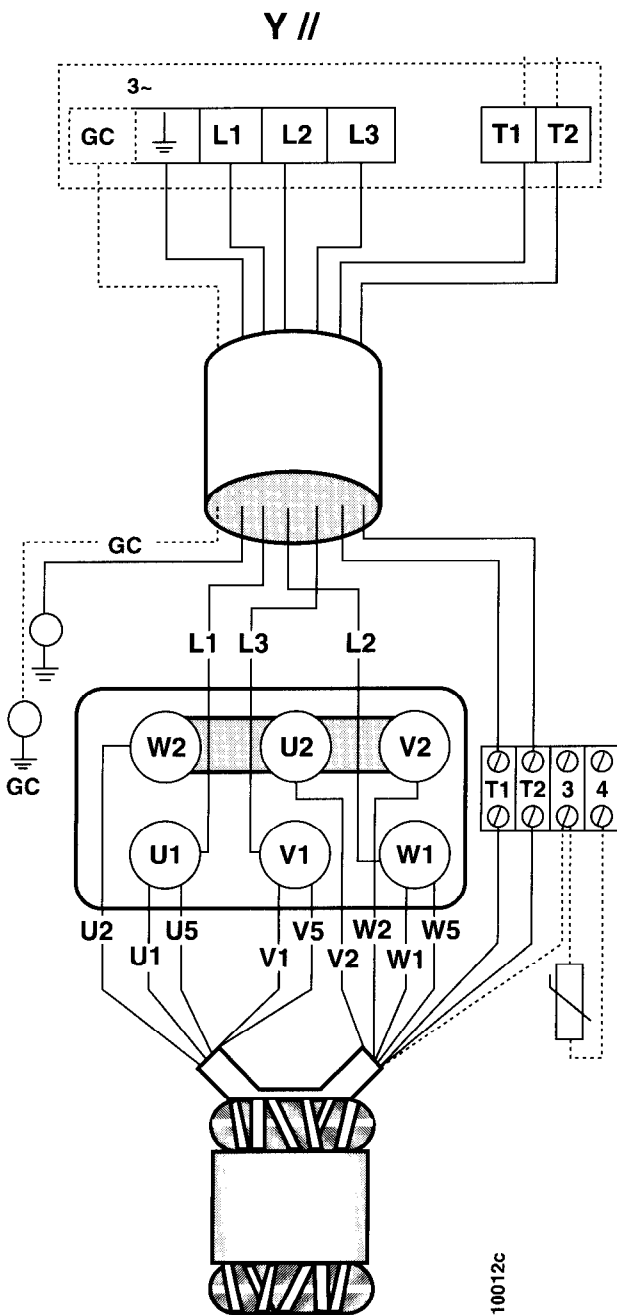 Y //
3~
GC L1 L2 L3 T1 T2
GC
L1 L3 L2
W2 U2 V2
GC
T1 T2 3 4
U1 V1 W1
U2 U5 V5 W2 W5
U1 V1 V2 W1
10012c